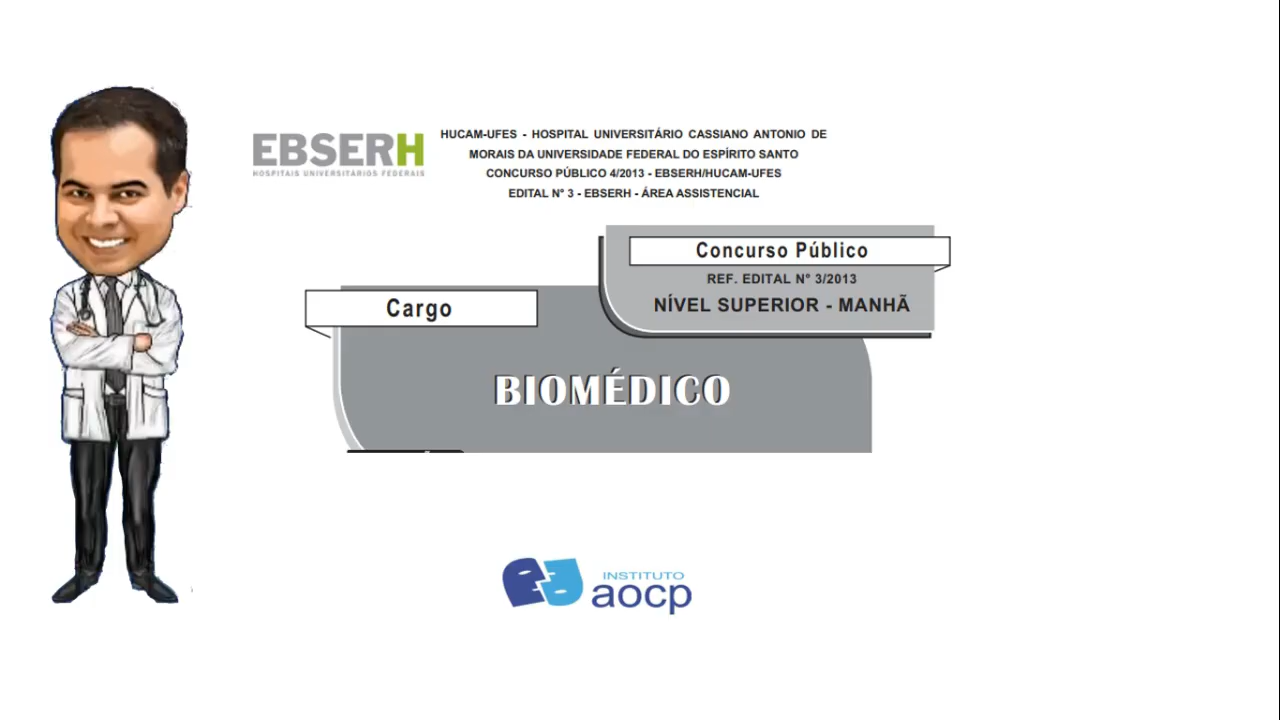 EBSERH
HOSPITAIS UNIVERSITÁRIOS FEDERAIS
HUCAM-UFES - HOSPITAL UNIVERSITÁRIO CASSIANO ANTONIO DE
MORAIS DA UNIVERSIDADE FEDERAL DO ESPÍRITO SANTO
CONCURSO PÚBLICO 4/2013 - EBSERH/HUCAM-UFES
EDITAL N° 3 - EBSERH - ÁREA ASSISTENCIAL
Concurso Público
REF. EDITAL N° 3/2013
NÍVEL SUPERIOR - MANHÃ
Cargo
BIOMÉDICO
INSTITUTO
aocp